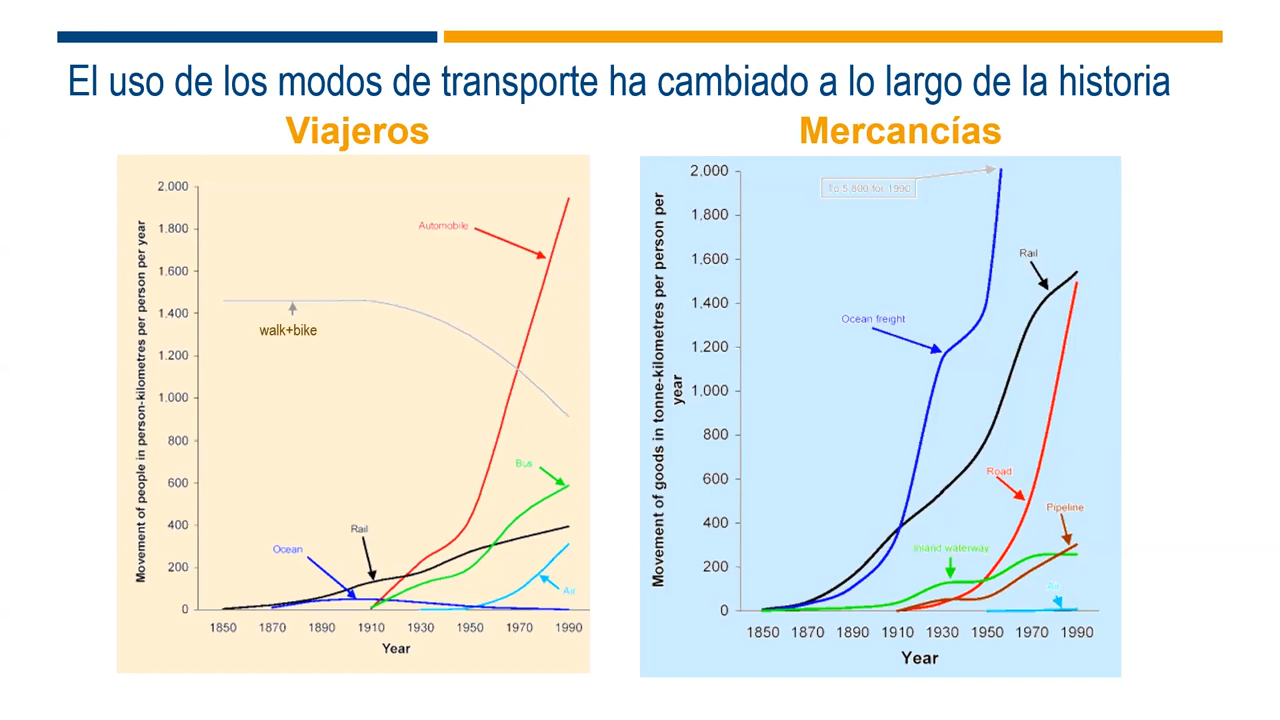 El uso de los modos de transporte ha cambiado a lo largo de la historia
Viajeros
Movement of people in person-kilometres per person per year
2.000
1.800
1.600
1.400
1.200
1.000
800
600
400
200
0
Automobile
walk+bike
Bus
Rail
Ocean
Air
1850
1870
1890
1910
1930
1950
1970
1990
Year
Mercancías
Movement of goods in tonne-kilometres per person per
year
2,000
1,800
1,600
1,400
1,200
1,000
800
600
400
200
0
To 5,800 for 1990
Rail
Ocean freight
Road
Pipeline
Inland waterway
Air
1850
1870
1890
1910
1930
1950
1970
1990
Year